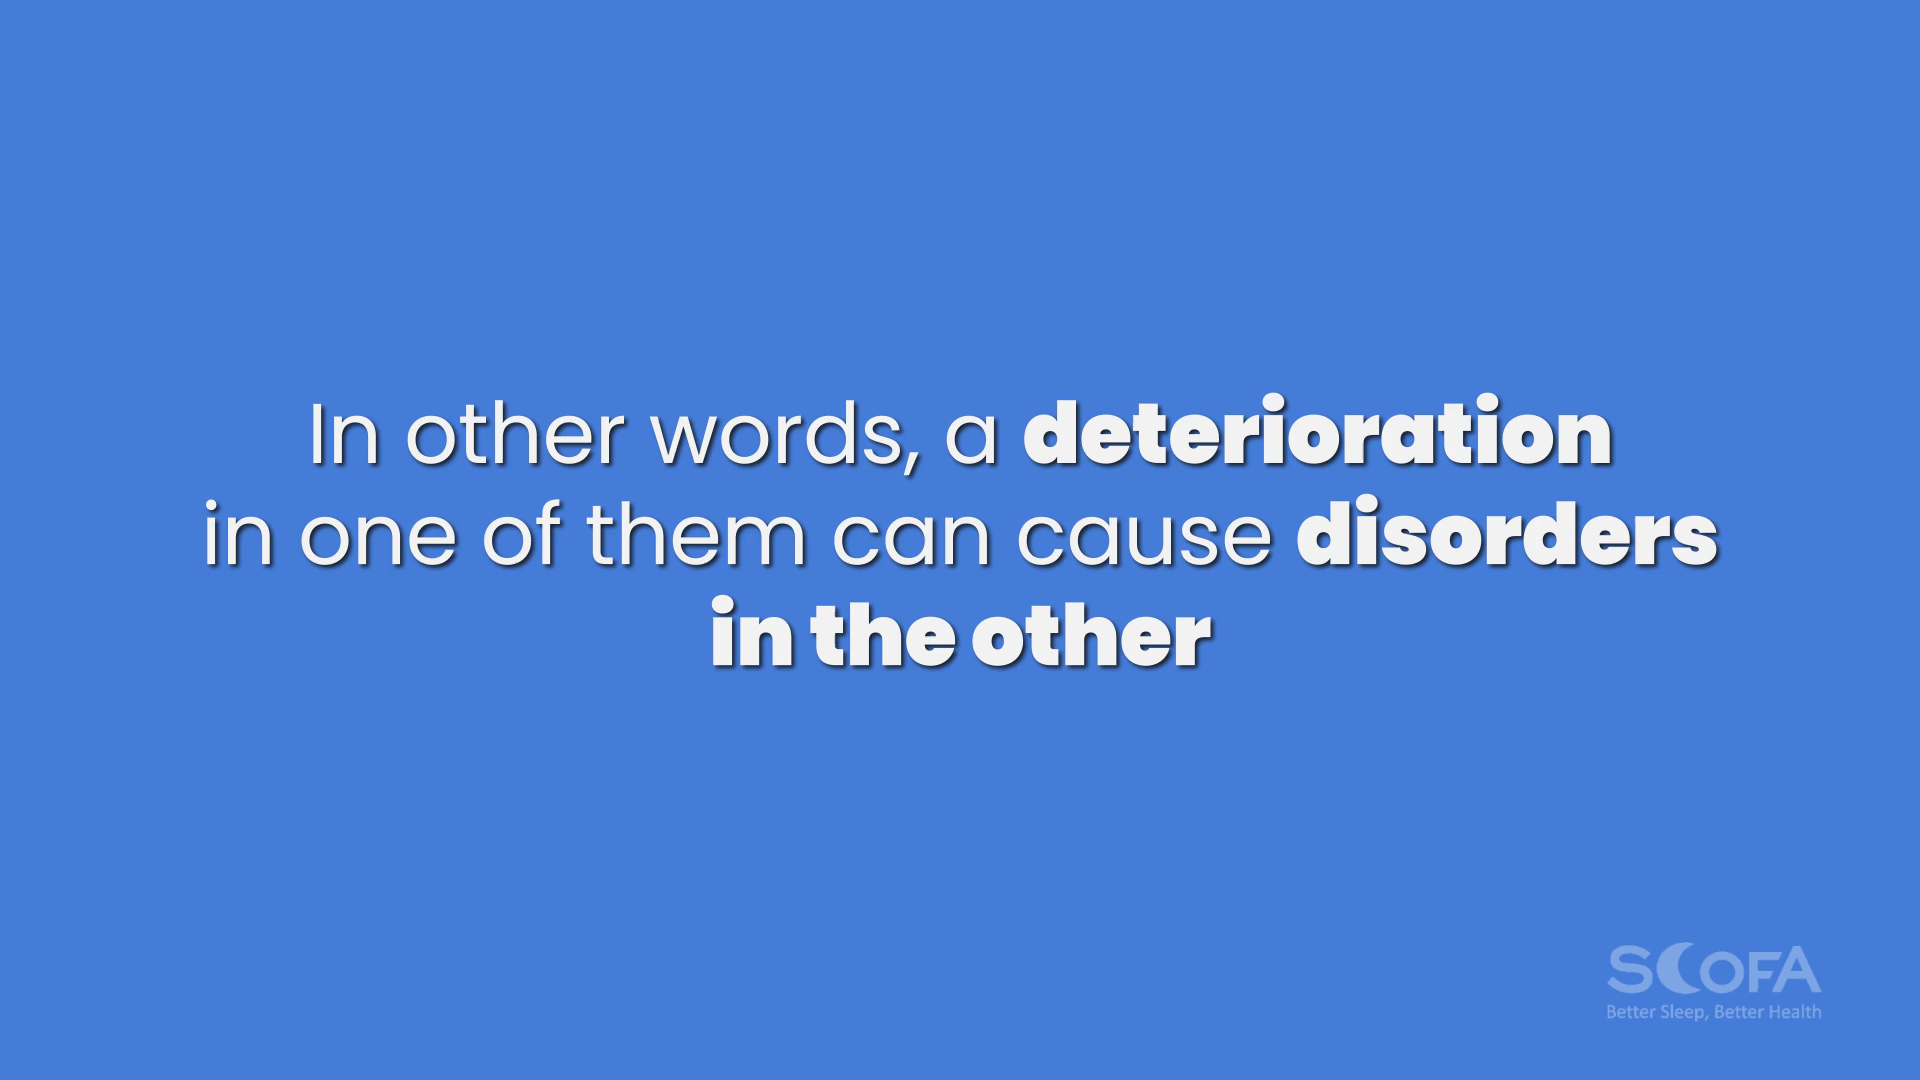 In other words, a deterioration
in one of them can cause disorders
in the other
SCOFA
Better Sleep, Better Health